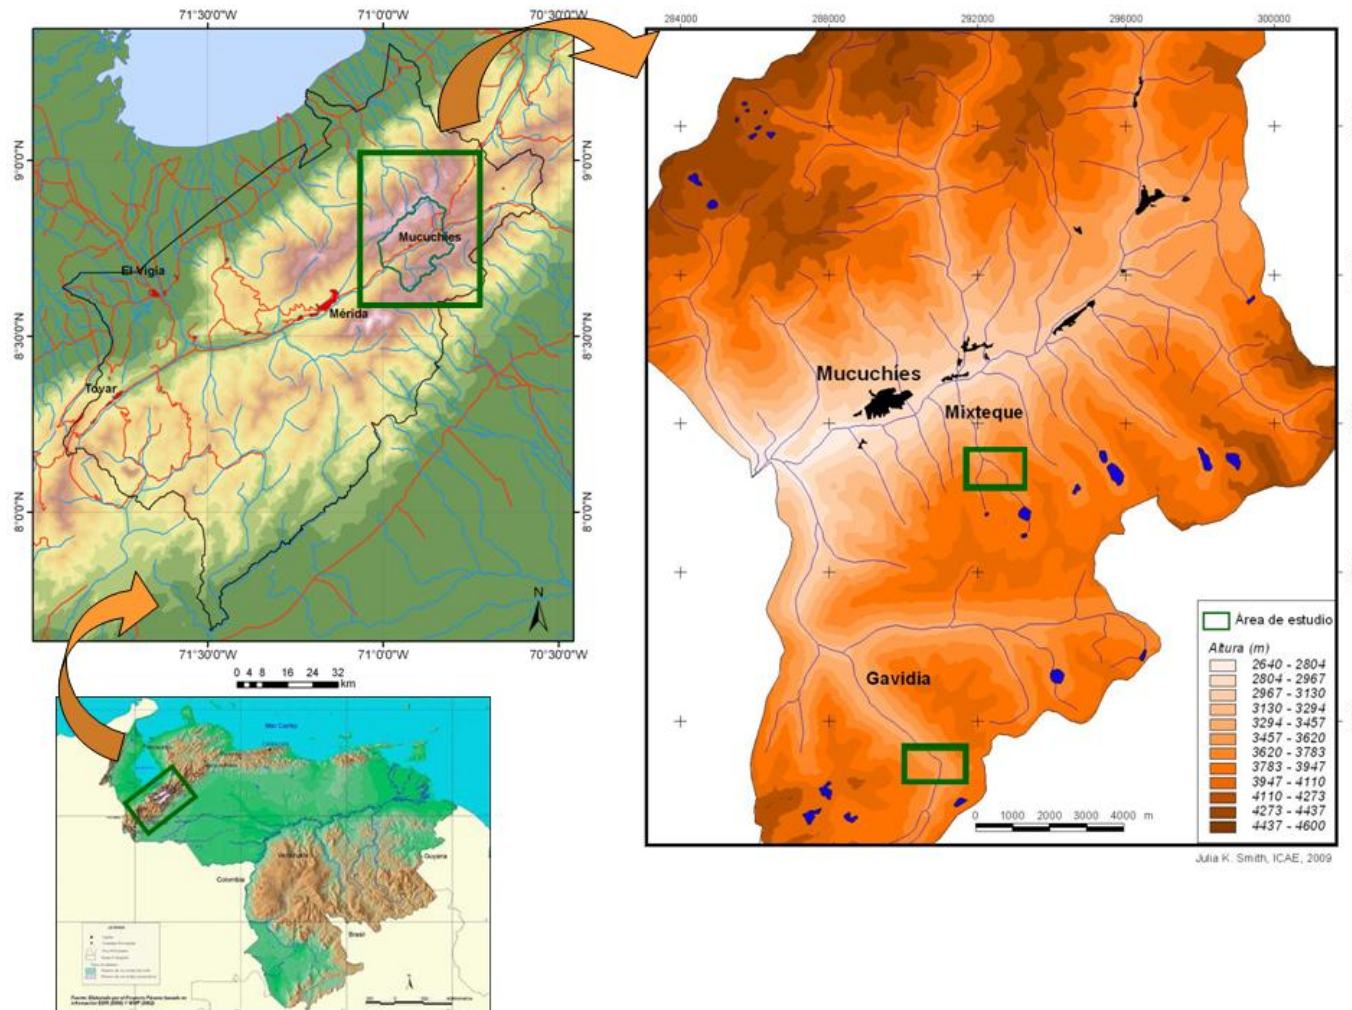 71°30'0"W
71°0'0"W
70°30'0"W
9°0'0"N
9°0'0"N
8°30'0"N
8°30'0"N
8°0'0"N
8°0'0"N
Mucuchíes
El Vigía
Mérida
Tovar
N
71°30'0"W
71°0'0"W
70°30'0"W
0 4 8 16 24 32
km
284000
288000
292000
296000
300000
Mucuchíes
Mixteque
Gavidia
0 1000 2000 3000 4000 m
Área de estudio
Altura (m)
2640 - 2804
2804 - 2967
2967 - 3130
3130 - 3294
3294 - 3457
3457 - 3620
3620 - 3783
3783 - 3947
3947 - 4110
4110 - 4273
4273 - 4437
4437 - 4600
Julia K. Smith, ICAE, 2009
Mar Caribe
Venezuela
Guyana
Colombia
Brasil
LEYENDA